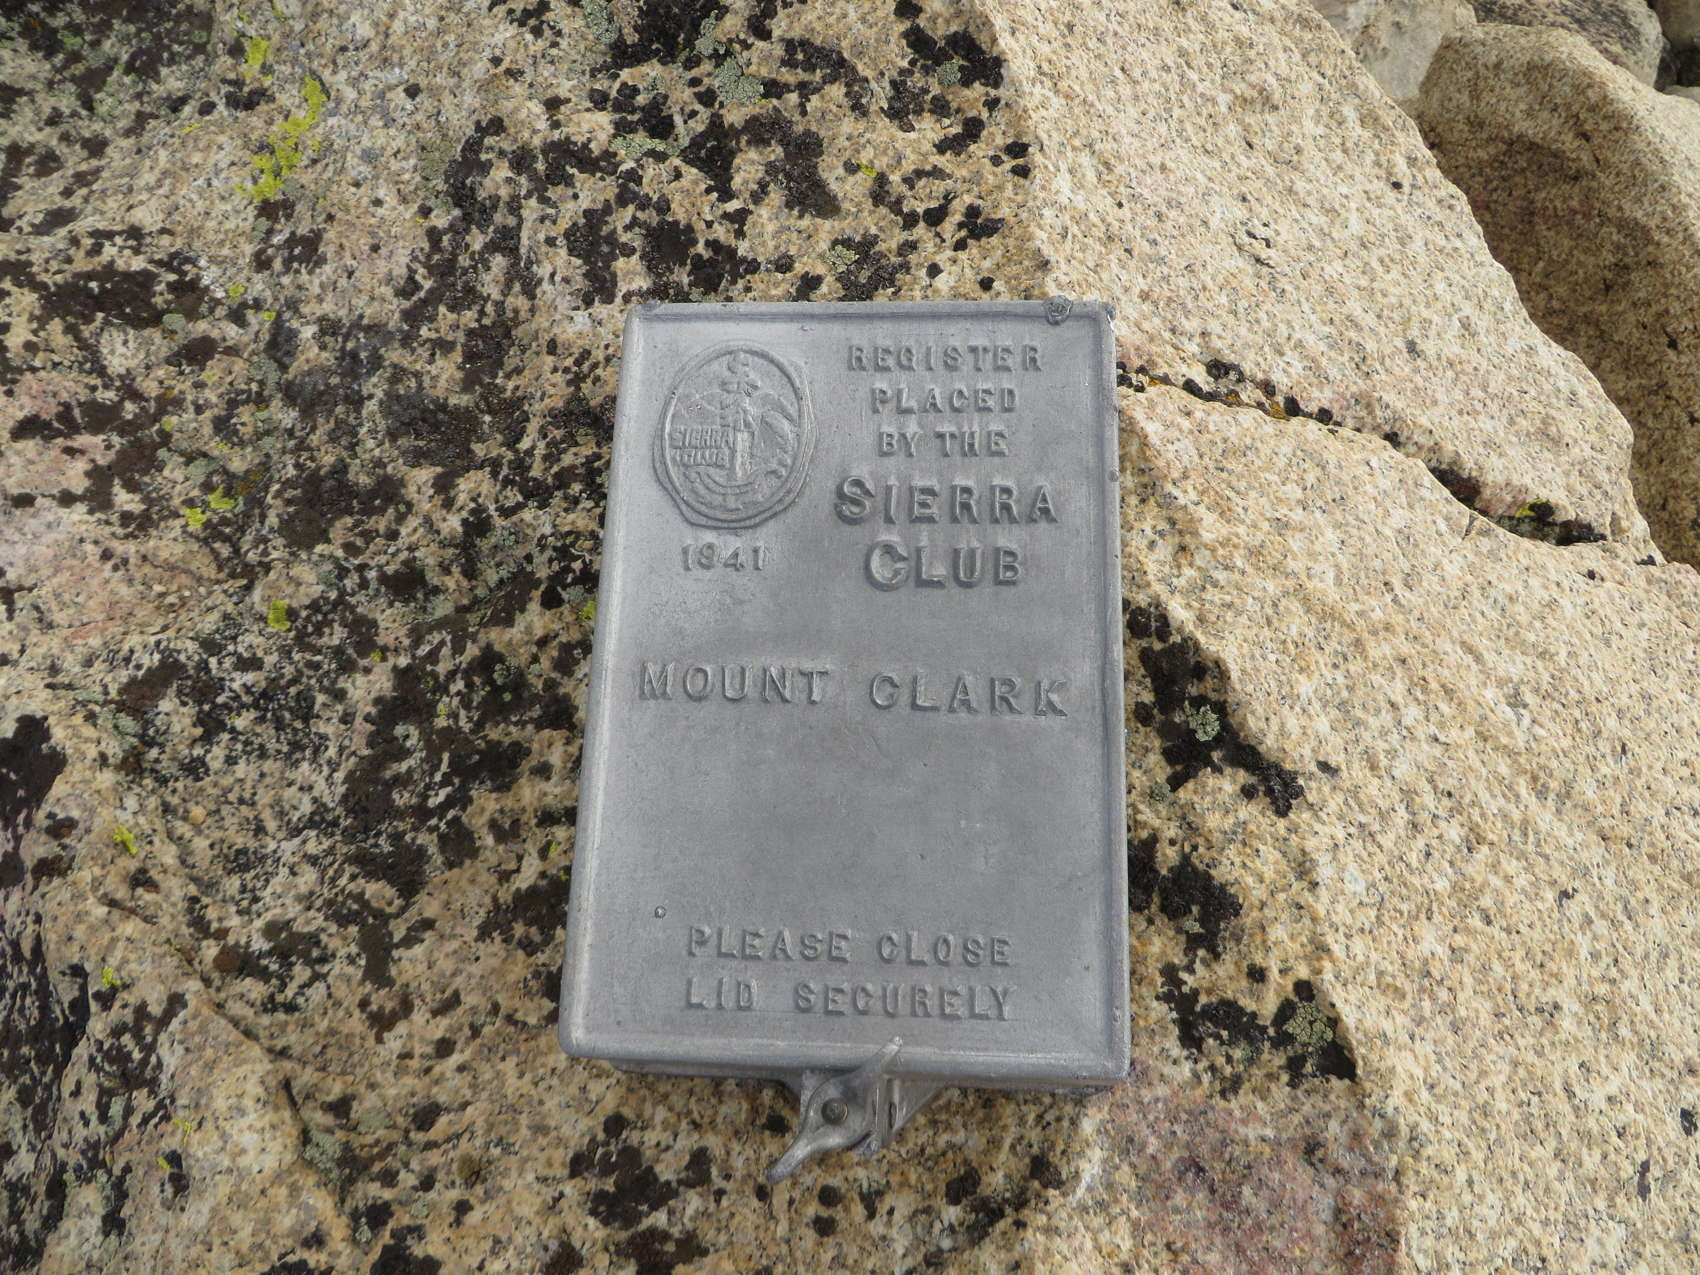 REGISTER
PLACED
BY THE
SIERRA
CLUB
SIERRA
CLUB
1941
MOUNT CLARK
PLEASE CLOSE
LID SECURELY